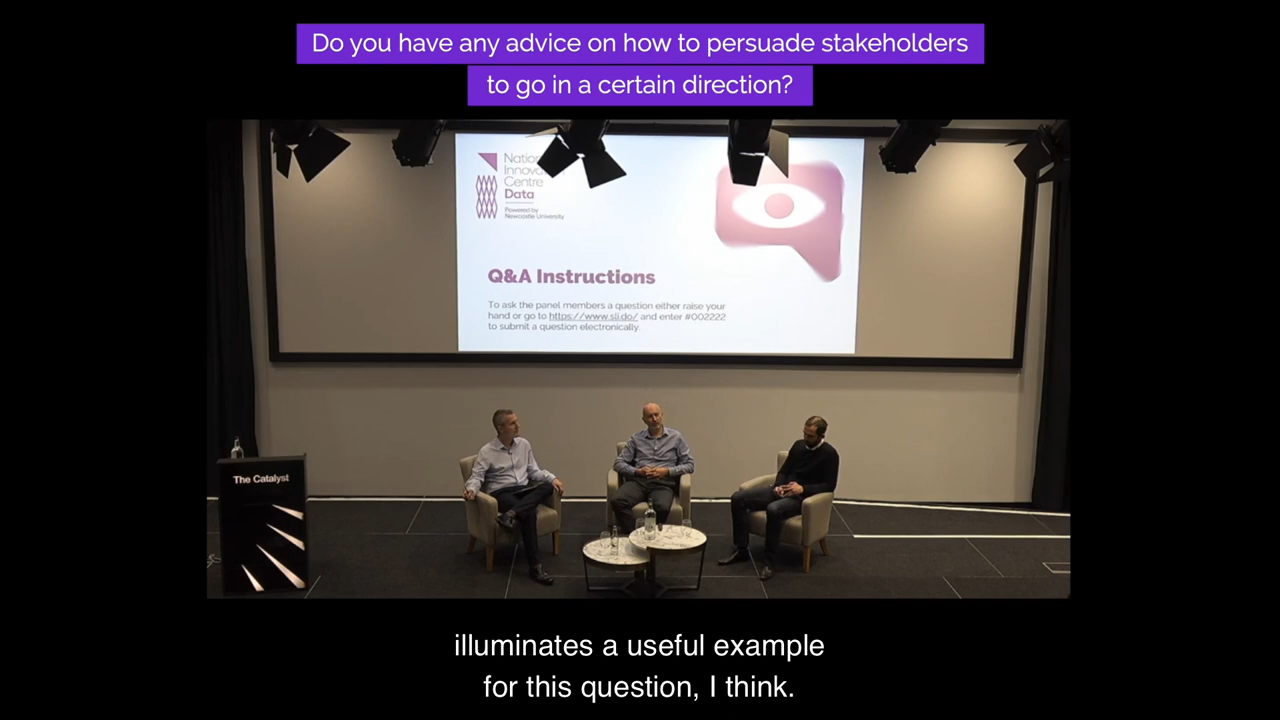 Do you have any advice on how to persuade stakeholders
to go in a certain direction?
Centre
Data
Powered by
Newcastle University
Q&A Instructions
To ask the panel members a question either raise your
hand or go to https://www.sli.do/ and enter #002222
to submit a question electronically.
The Catalyst
illuminates a useful example
for this question, I think.